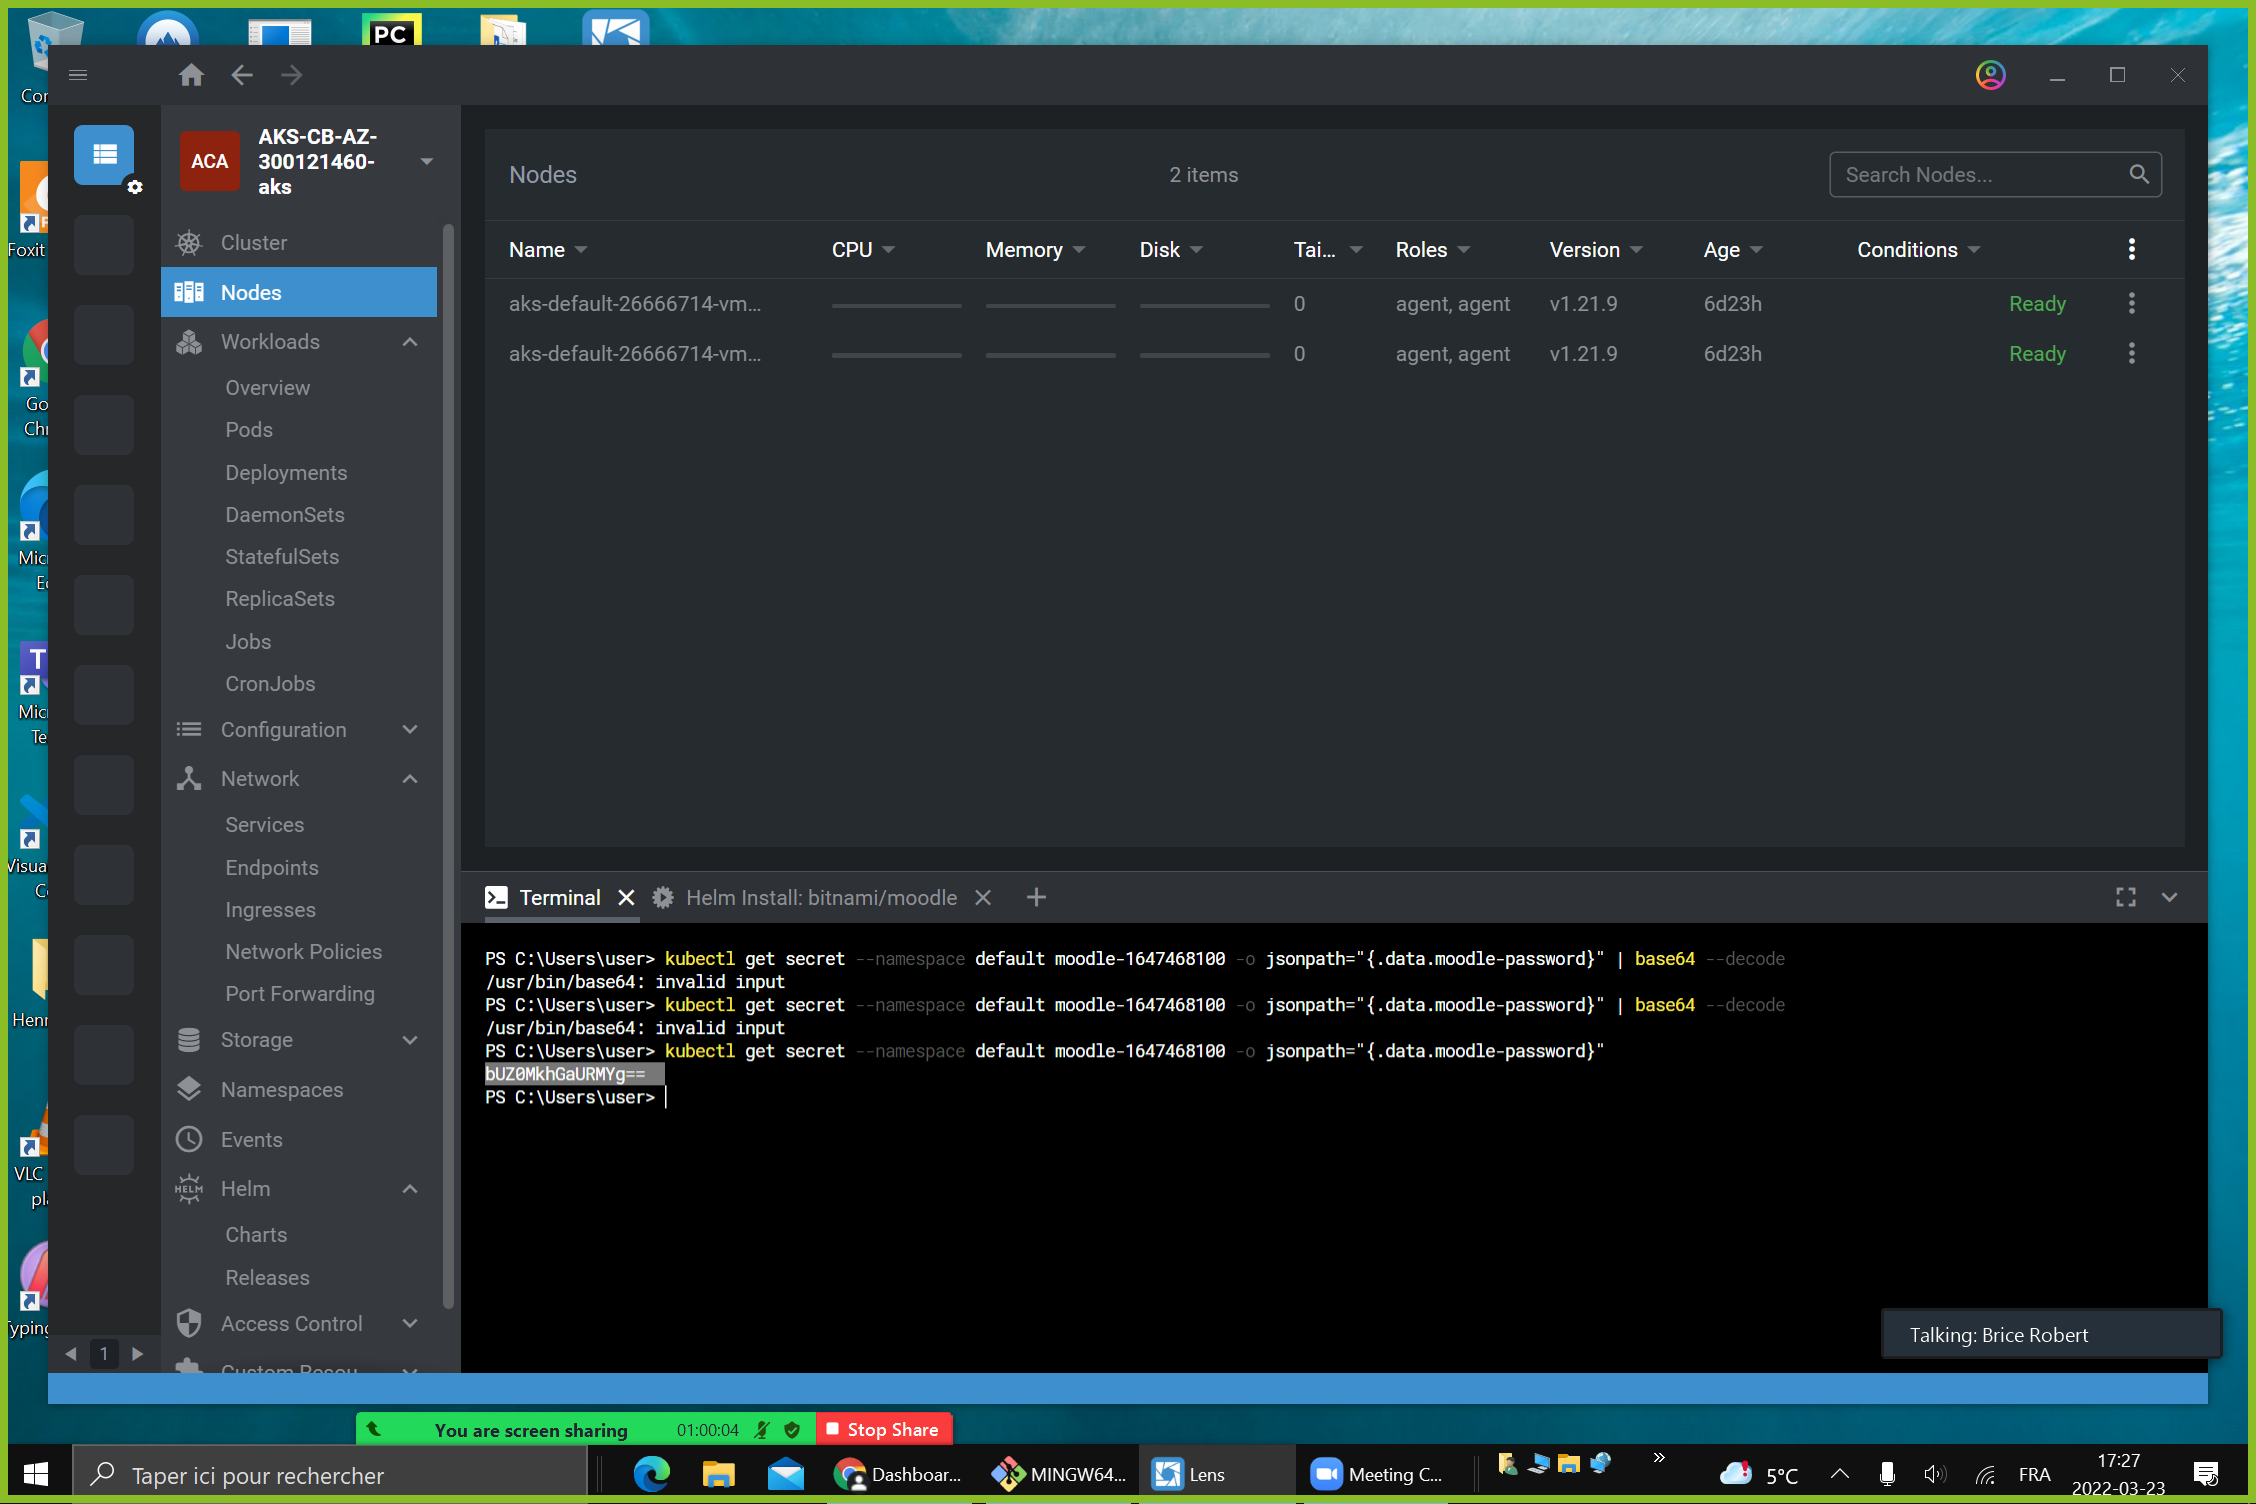 PC
Cor
Foxit
Go
Chr
Mic
Ec
Mic
Te
Visua
Co
Henr
VLC
pl
Typing
ACA
AKS-CB-AZ-
300121460-
aks
Cluster
Nodes
Workloads
Overview
Pods
Deployments
DaemonSets
StatefulSets
ReplicaSets
Jobs
CronJobs
Configuration
Network
Services
Endpoints
Ingresses
Network Policies
Port Forwarding
Storage
Namespaces
Events
HELM Helm
Charts
Releases
Access Control
Custom Resou
1
Nodes 2 items Search Nodes...
Name CPU Memory Disk Tai... Roles Version Age Conditions
aks-default-26666714-vm... 0 agent, agent v1.21.9 6d23h Ready
aks-default-26666714-vm... 0 agent, agent v1.21.9 6d23h Ready
Terminal Helm Install: bitnami/moodle
PS C:\Users\user> kubectl get secret --namespace default moodle-1647468100 -o jsonpath="{.data.moodle-password}" | base64 --decode
/usr/bin/base64: invalid input
PS C:\Users\user> kubectl get secret --namespace default moodle-1647468100 -o jsonpath="{.data.moodle-password}" | base64 --decode
/usr/bin/base64: invalid input
PS C:\Users\user> kubectl get secret --namespace default moodle-1647468100 -o jsonpath="{.data.moodle-password}"
bUZ0MkhGaURMYg==
PS C:\Users\user>
Talking: Brice Robert
You are screen sharing 01:00:04 Stop Share
Taper ici pour rechercher Dashboar... MINGW64... Lens Meeting C... 5°C FRA 17:27
2022-03-23